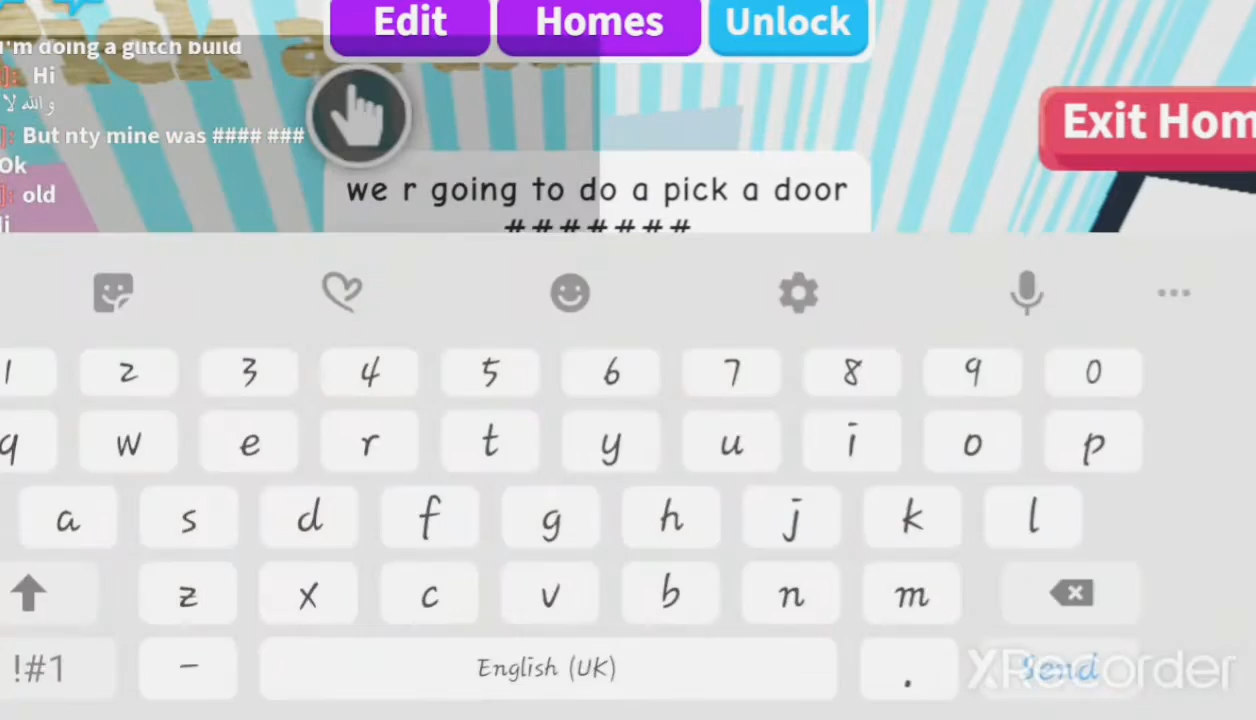 Edit Homes Unlock
I'm doing a glitch build
]: Hi
والله لا
]: But nty mine was #### ###
Ok
]: old
Exit Hom
we r going to do a pick a door
#######
1 2 3 4 5 6 7 8 9 0
q w e r t y u i o p
a s d f g h j k l
z x c v b n m
!#1 - English (UK) . Send
XRecorder